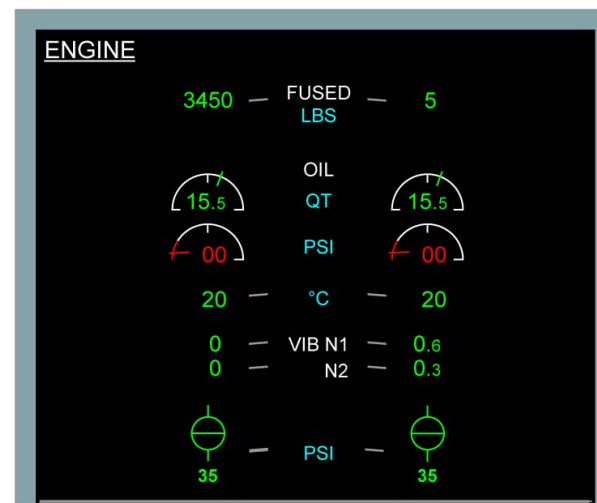 ENGINE
3450 FUSED 5
LBS
OIL
15.5 QT 15.5
00 PSI 00
20 °C 20
0 VIB N1 0.6
0 N2 0.3
35 PSI 35